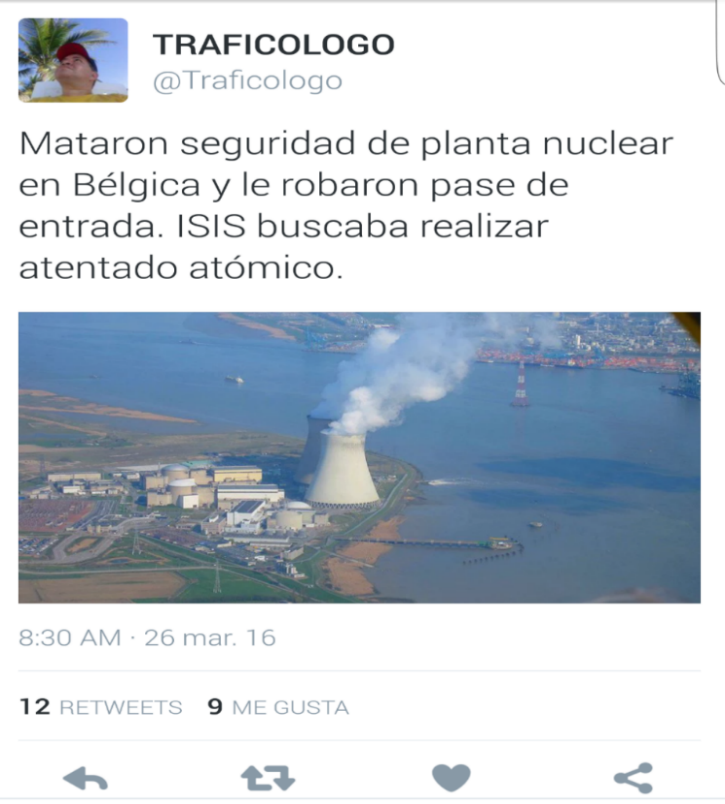 TRAFICOLOGO
@Traficologo
Mataron seguridad de planta nuclear
en Bélgica y le robaron pase de
entrada. ISIS buscaba realizar
atentado atómico.
8:30 AM · 26 mar. 16
12 RETWEETS 9 ME GUSTA